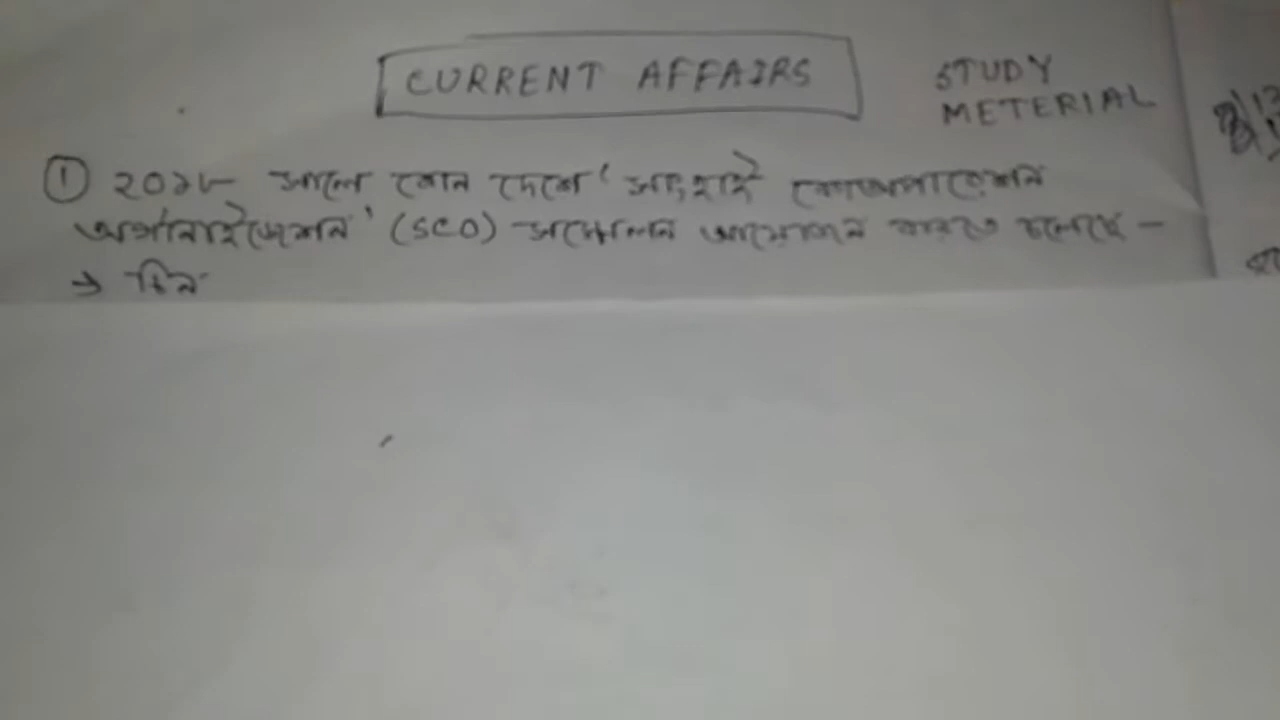 CURRENT AFFAIRS
STUDY
METERIAL
① ২০১৮ সালে কোন দেশে 'সাংহাই কোঅপারেশন
অর্গানাইজেশন' (SCO) সম্মেলন আয়োজন করতে চলেছে -
→ চিন